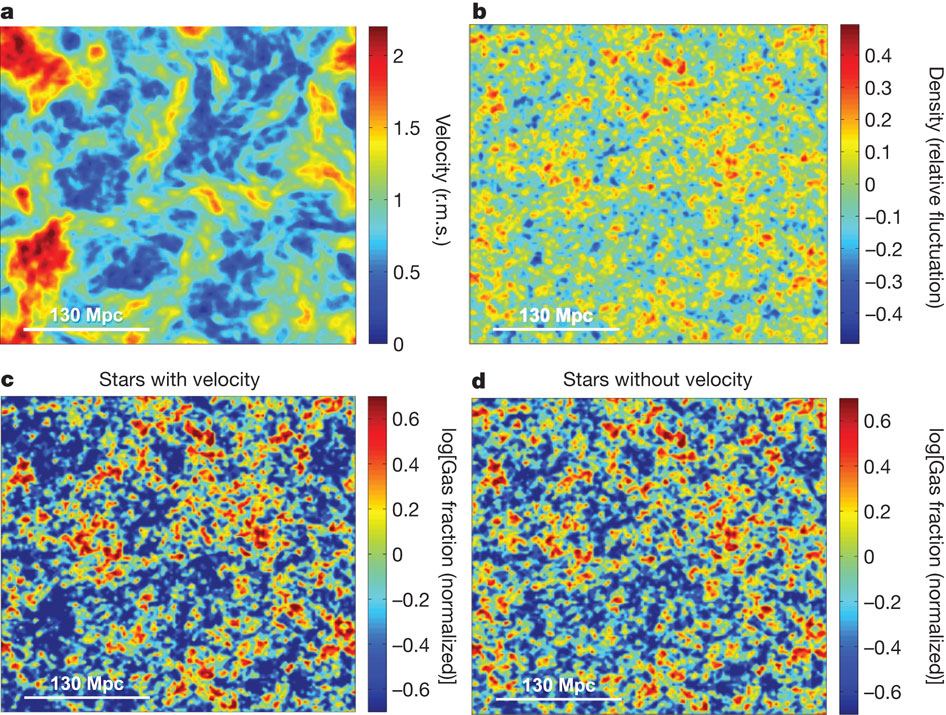 a
2
1.5
1
0.5
0
Velocity (r.m.s.)
130 Mpc
b
0.4
0.3
0.2
0.1
0
−0.1
−0.2
−0.3
−0.4
Density (relative fluctuation)
130 Mpc
c
Stars with velocity
0.6
0.4
0.2
0
−0.2
−0.4
−0.6
log[Gas fraction (normalized)]
130 Mpc
d
Stars without velocity
0.6
0.4
0.2
0
−0.2
−0.4
−0.6
log[Gas fraction (normalized)]
130 Mpc